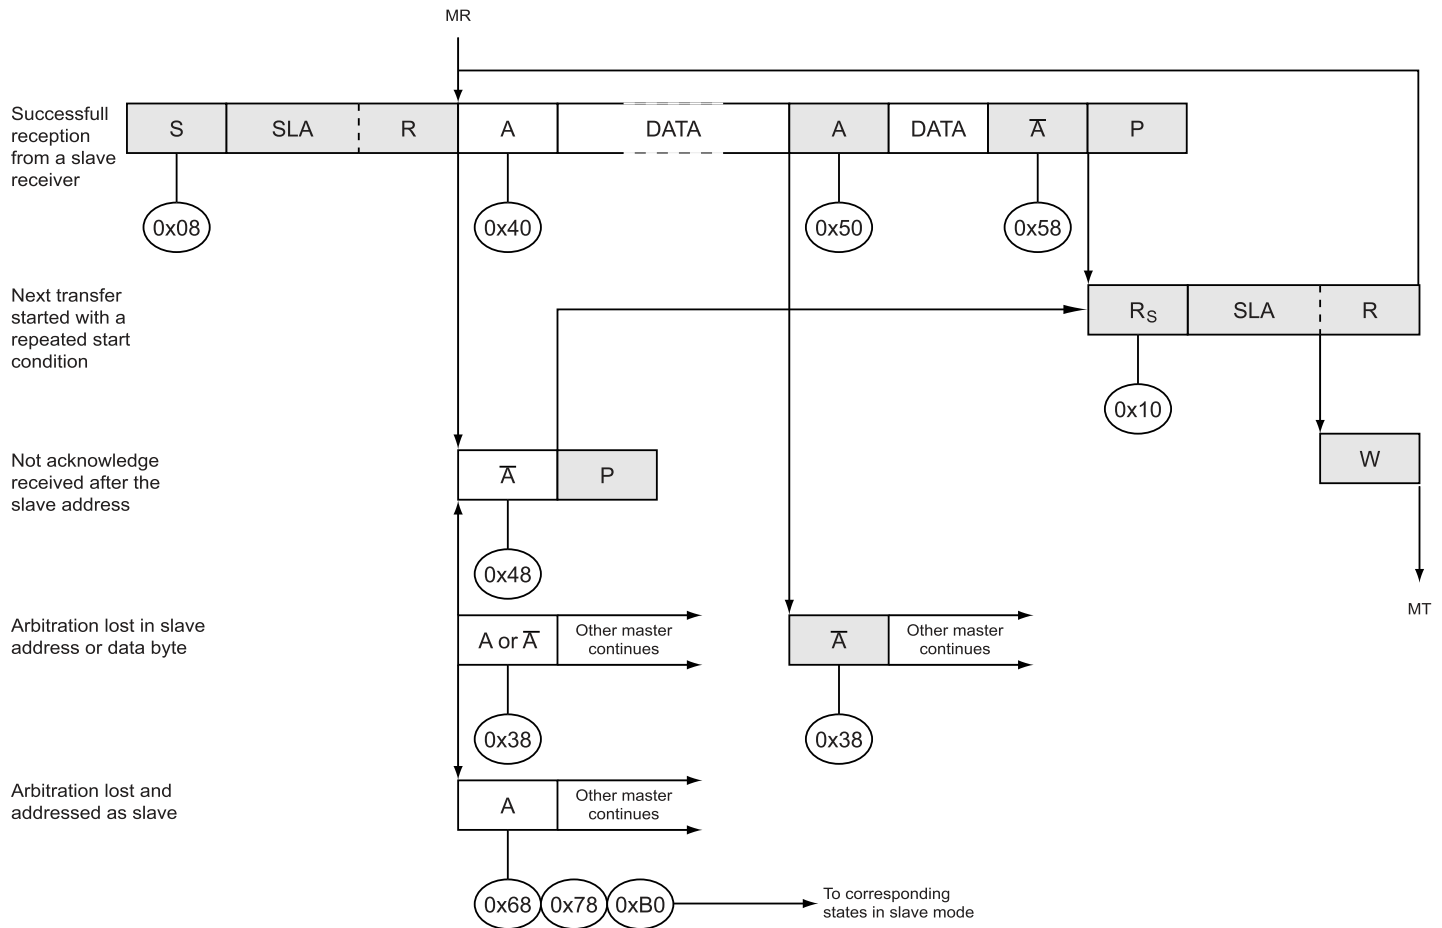 MR
Successfull
reception
from a slave
receiver
S SLA R A DATA A DATA A̅ P
0x08 0x40 0x50 0x58
Next transfer
started with a
repeated start
condition
RS SLA R
0x10
Not acknowledge
received after the
slave address
A̅ P
W
0x48
MT
Arbitration lost in slave
address or data byte
A or A̅
Other master
continues
A̅
Other master
continues
0x38 0x38
Arbitration lost and
addressed as slave
A
Other master
continues
0x68 0x78 0xB0
To corresponding
states in slave mode